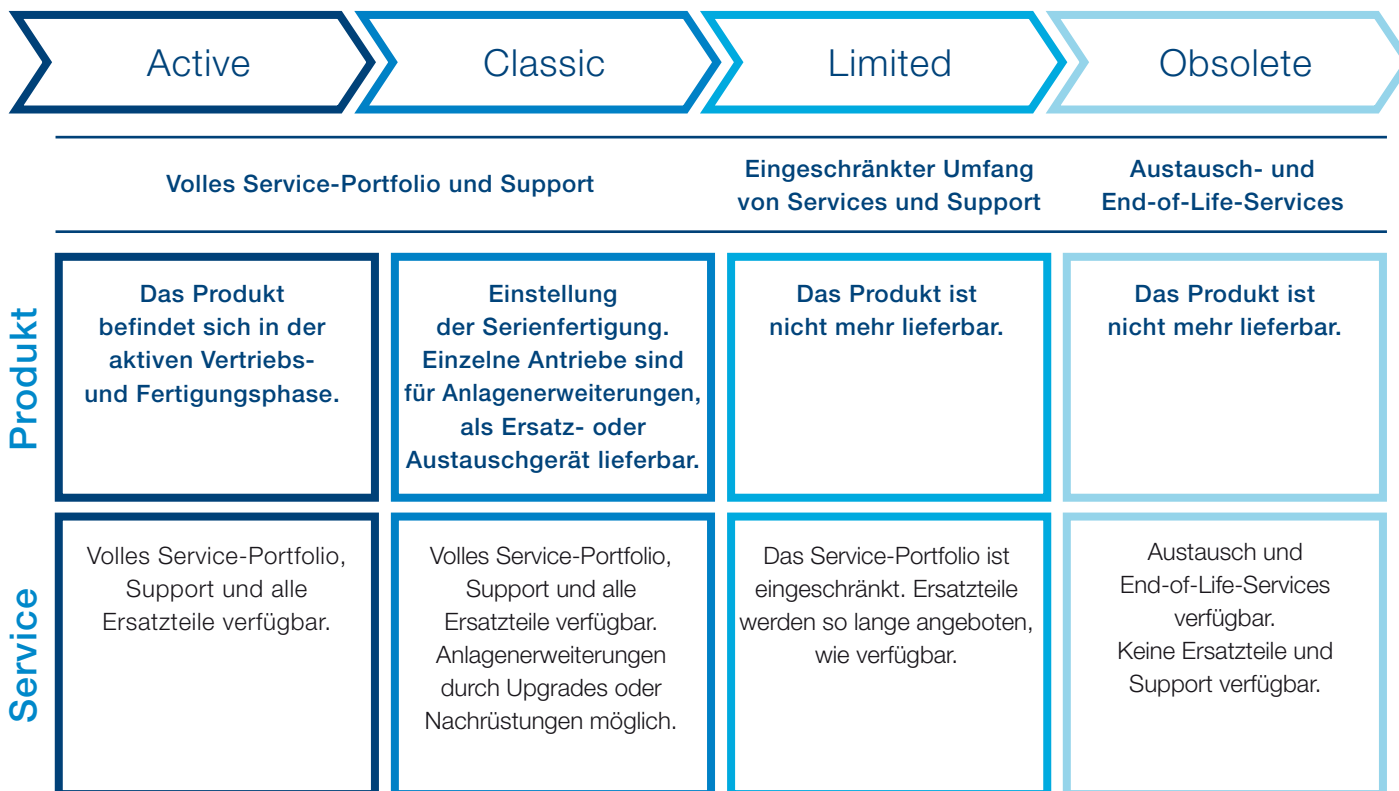 Active
Classic
Limited
Obsolete
Volles Service-Portfolio und Support
Eingeschränkter Umfang
von Services und Support
Austausch- und
End-of-Life-Services
Produkt
Das Produkt
befindet sich in der
aktiven Vertriebs-
und Fertigungsphase.
Einstellung
der Serienfertigung.
Einzelne Antriebe sind
für Anlagenerweiterungen,
als Ersatz- oder
Austauschgerät lieferbar.
Das Produkt ist
nicht mehr lieferbar.
Das Produkt ist
nicht mehr lieferbar.
Service
Volles Service-Portfolio,
Support und alle
Ersatzteile verfügbar.
Volles Service-Portfolio,
Support und alle
Ersatzteile verfügbar.
Anlagenerweiterungen
durch Upgrades oder
Nachrüstungen möglich.
Das Service-Portfolio ist
eingeschränkt. Ersatzteile
werden so lange angeboten,
wie verfügbar.
Austausch und
End-of-Life-Services
verfügbar.
Keine Ersatzteile und
Support verfügbar.